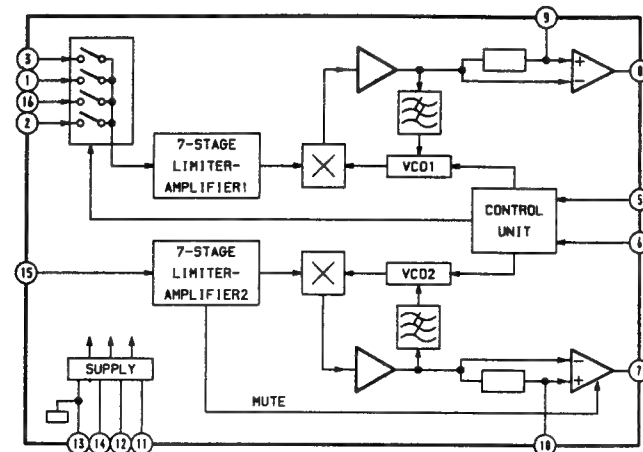 9
3
1
16
2
8
7-STAGE
LIMITER-
AMPLIFIER1
VCO1
CONTROL
UNIT
5
6
15
7-STAGE
LIMITER-
AMPLIFIER2
VCO2
SUPPLY
MUTE
7
13
14
12
11
10
+
−
−
+